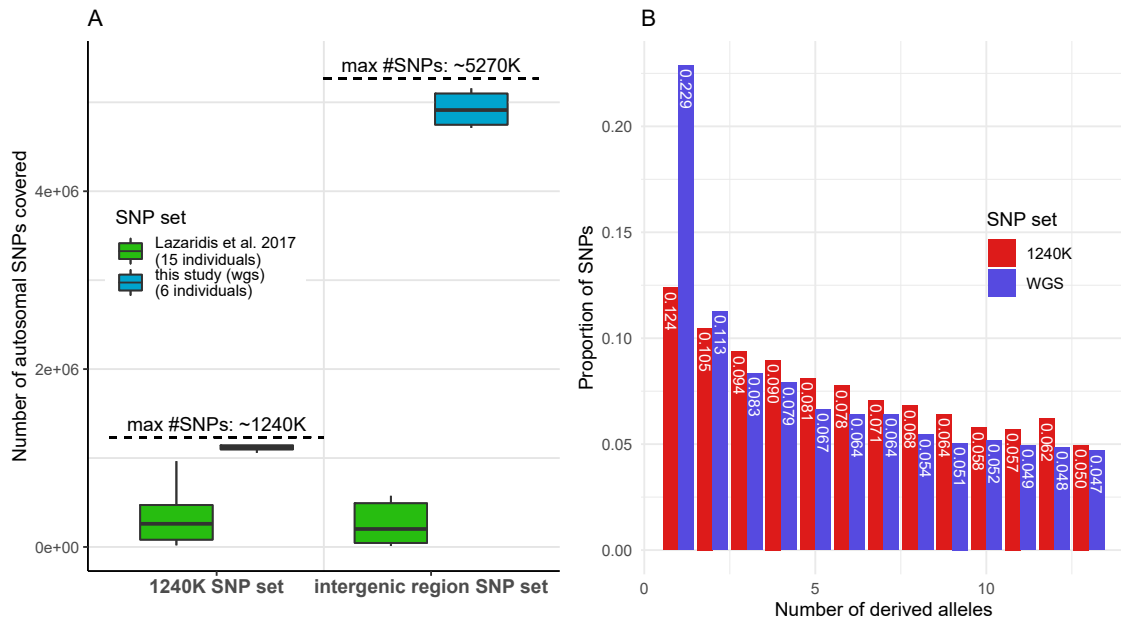 A
Number of autosomal SNPs covered
4e+06
2e+06
0e+00
max #SNPs: ~5270K
max #SNPs: ~1240K
SNP set
Lazaridis et al. 2017
(15 individuals)
this study (wgs)
(6 individuals)
1240K SNP set
intergenic region SNP set
B
Proportion of SNPs
0.20
0.15
0.10
0.05
0.00
0.124
0.229
0.105
0.113
0.094
0.083
0.090
0.079
0.081
0.067
0.078
0.064
0.071
0.064
0.068
0.054
0.064
0.051
0.058
0.052
0.057
0.049
0.062
0.048
0.050
0.047
SNP set
1240K
WGS
0
5
10
Number of derived alleles